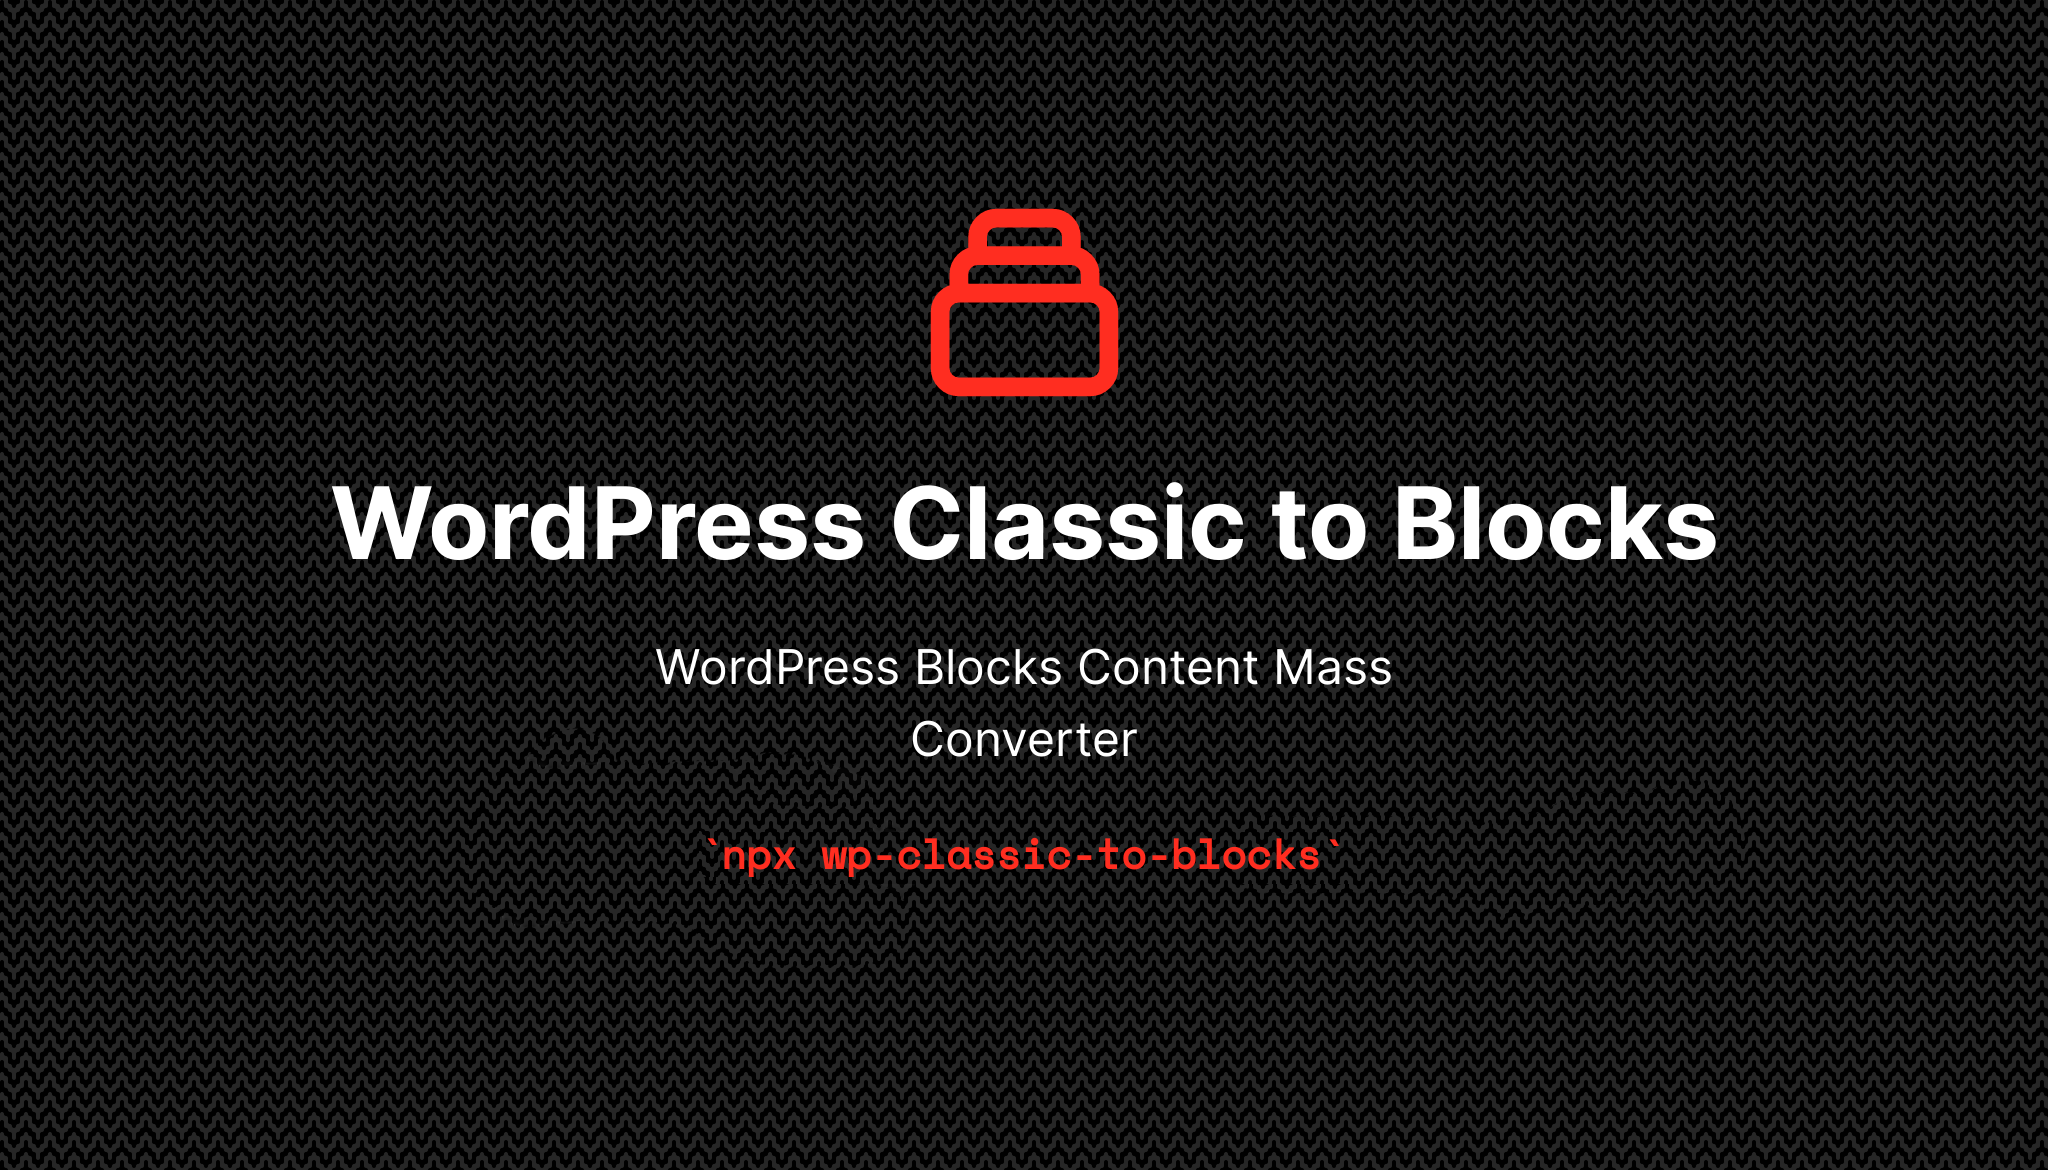 WordPress Classic to Blocks
WordPress Blocks Content Mass
Converter
`npx wp-classic-to-blocks`